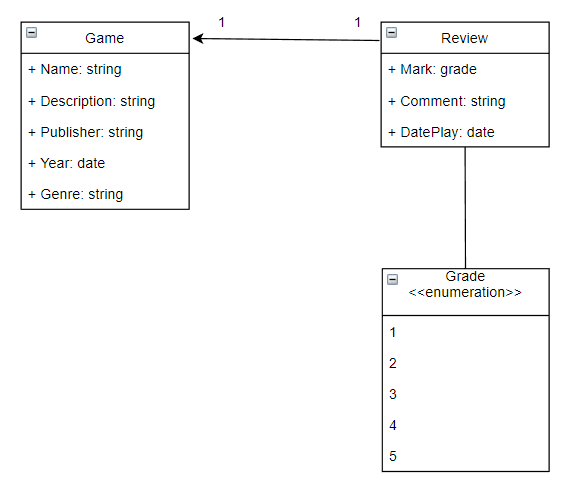 Game
+ Name: string
+ Description: string
+ Publisher: string
+ Year: date
+ Genre: string
1
1
Review
+ Mark: grade
+ Comment: string
+ DatePlay: date
Grade
<<enumeration>>
1
2
3
4
5